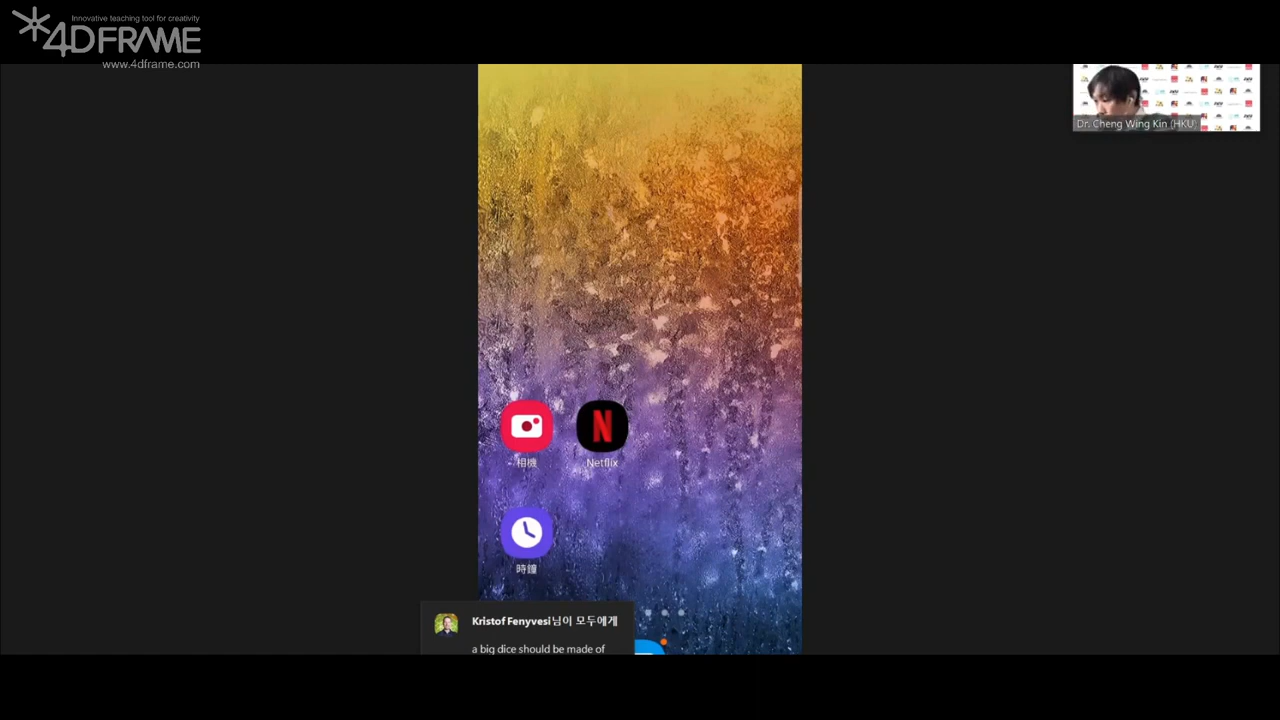 Innovative teaching tool for creativity
4DFRAME
www.4dframe.com
Dr. Cheng Wing Kin (HKU)
N
相機
Netflix
時鐘
Kristof Fenyvesi님이 모두에게
a big dice should be made of